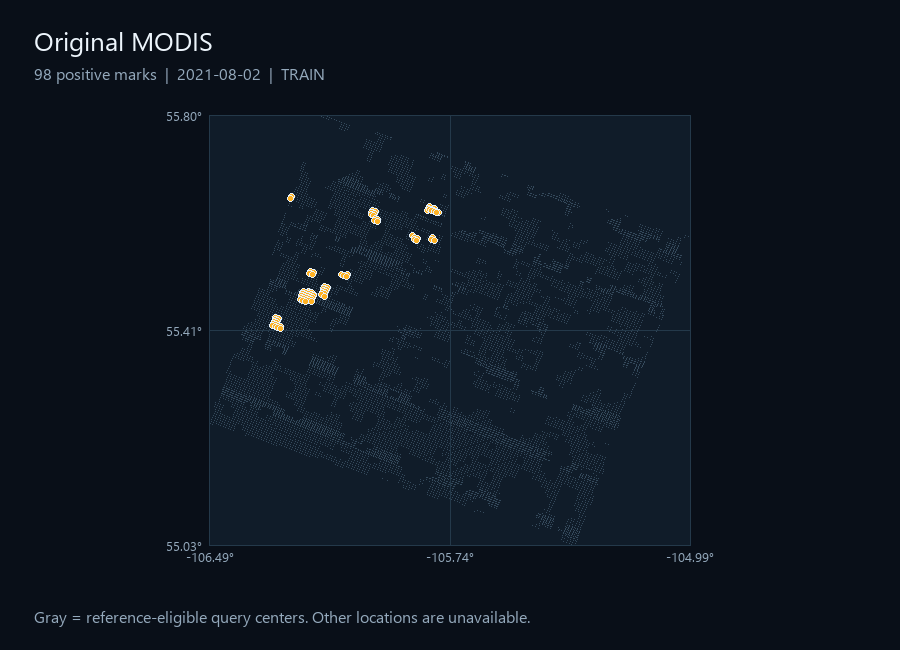 Original MODIS
98 positive marks | 2021-08-02 | TRAIN
55.80°
55.41°
55.03°
-106.49°
-105.74°
-104.99°
Gray = reference-eligible query centers. Other locations are unavailable.